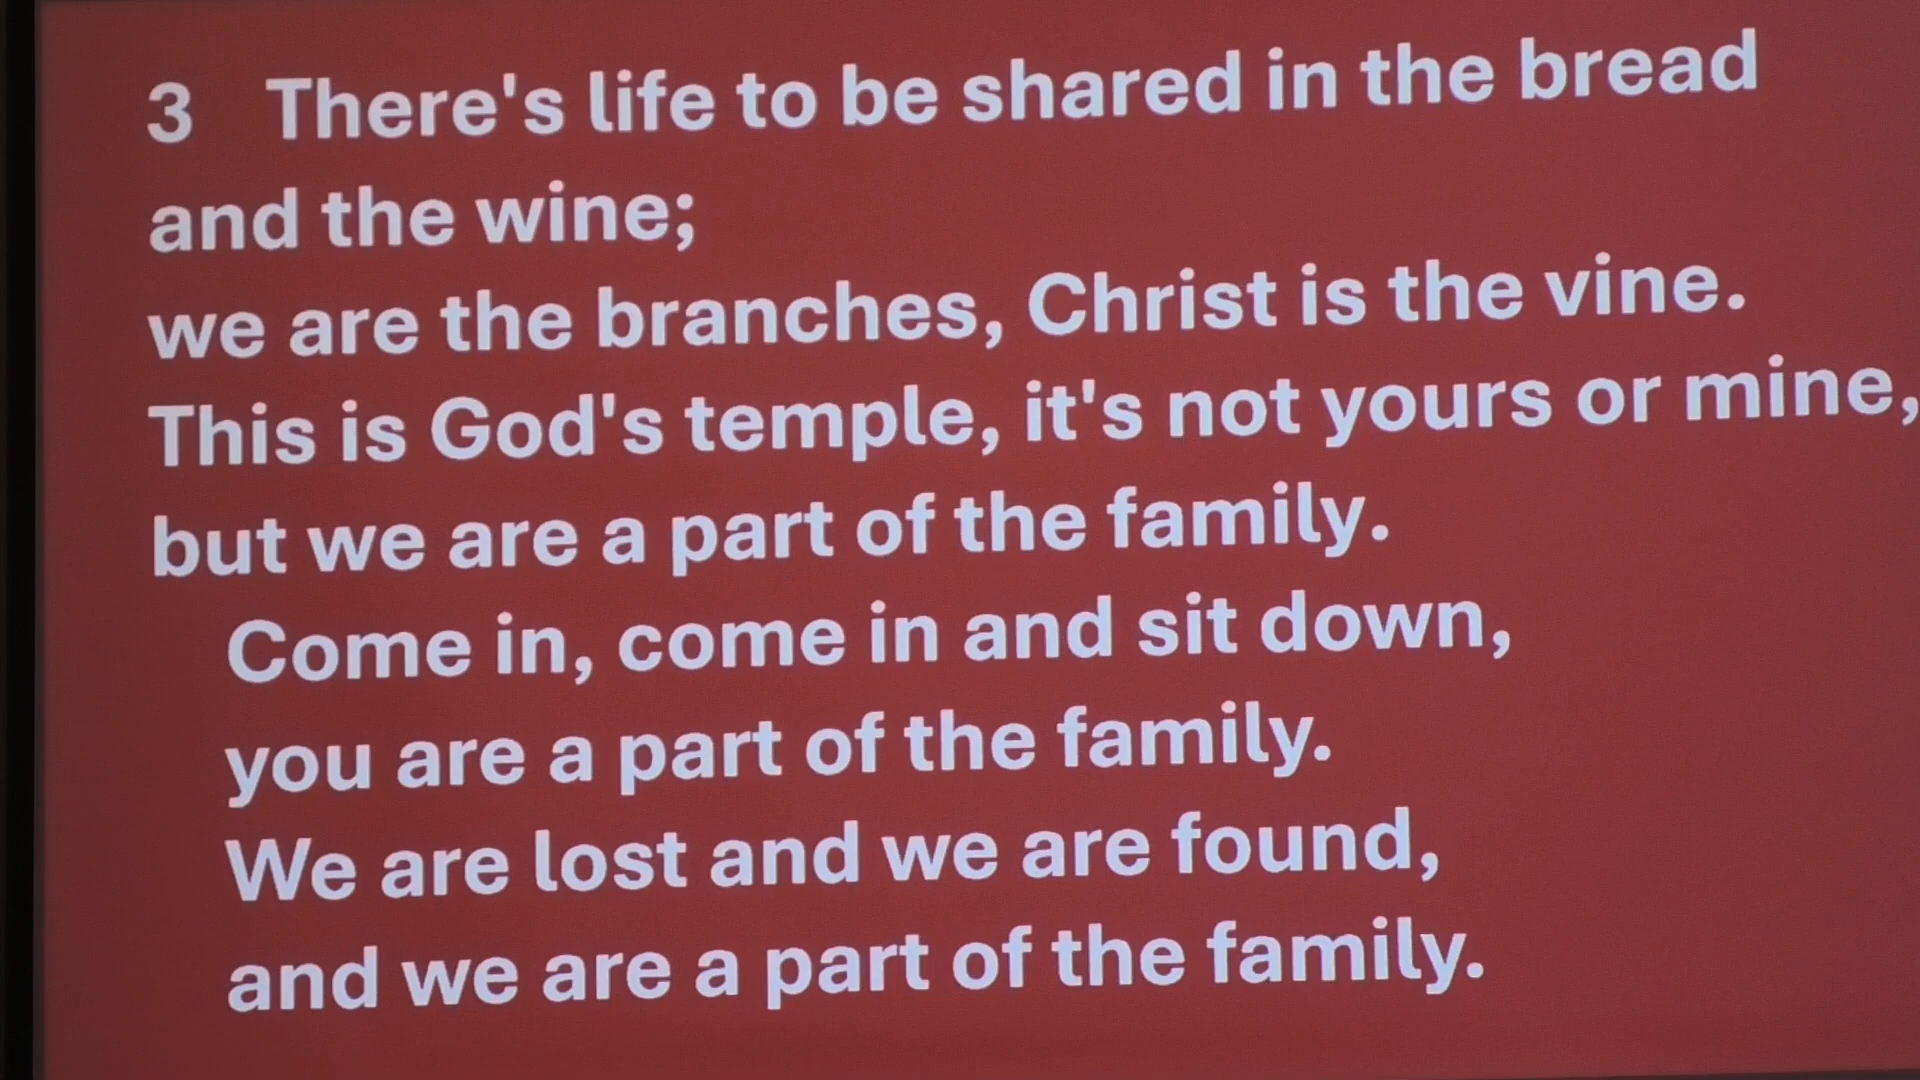 3 There's life to be shared in the bread
and the wine;
we are the branches, Christ is the vine.
This is God's temple, it's not yours or mine,
but we are a part of the family.
Come in, come in and sit down,
you are a part of the family.
We are lost and we are found,
and we are a part of the family.